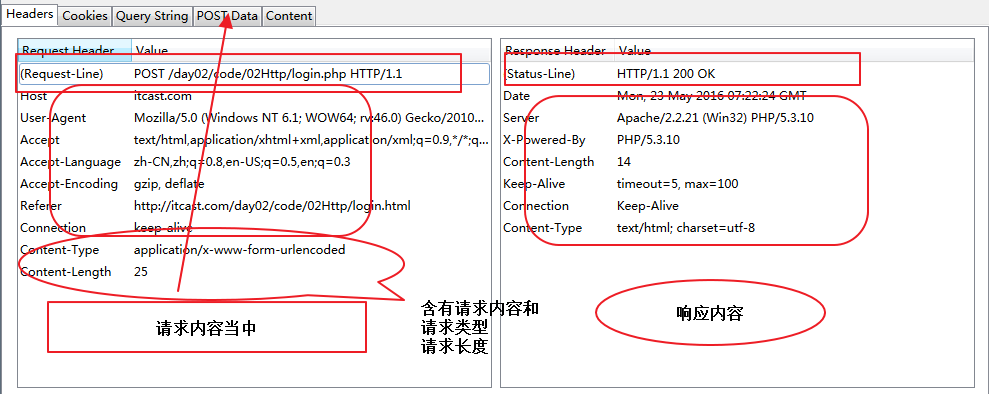 Headers Cookies Query String POST Data Content
Request Header Value
(Request-Line) POST /day02/code/02Http/login.php HTTP/1.1
Host itcast.com
User-Agent Mozilla/5.0 (Windows NT 6.1; WOW64; rv:46.0) Gecko/2010...
Accept text/html,application/xhtml+xml,application/xml;q=0.9,*/*;q...
Accept-Language zh-CN,zh;q=0.8,en-US;q=0.5,en;q=0.3
Accept-Encoding gzip, deflate
Referer http://itcast.com/day02/code/02Http/login.html
Connection keep-alive
Content-Type application/x-www-form-urlencoded
Content-Length 25
请求内容当中
含有请求内容和
请求类型
请求长度
Response Header Value
(Status-Line) HTTP/1.1 200 OK
Date Mon, 23 May 2016 07:22:24 GMT
Server Apache/2.2.21 (Win32) PHP/5.3.10
X-Powered-By PHP/5.3.10
Content-Length 14
Keep-Alive timeout=5, max=100
Connection Keep-Alive
Content-Type text/html; charset=utf-8
响应内容